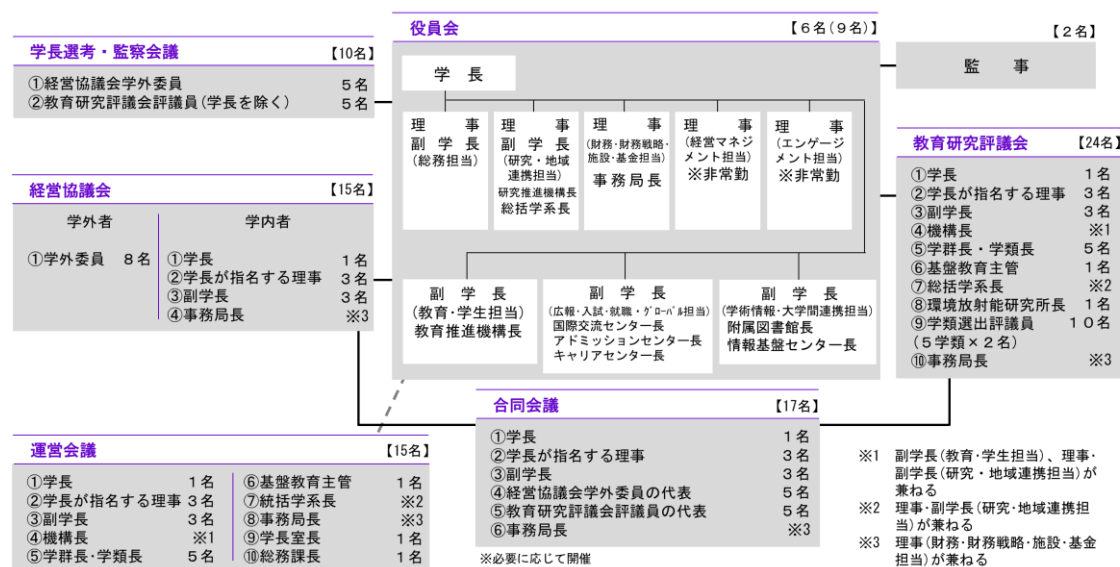 役員会 【6名(9名)】
学長
理事
副学長
(総務担当)
理事
副学長
(研究・地域
連携担当)
研究推進機構長
総括学系長
理事
(財務・財務戦略・
施設・基金担当)
事務局長
理事
(経営マネジ
メント担当)
※非常勤
理事
(エンゲージ
メント担当)
※非常勤
副学長
(教育・学生担当)
教育推進機構長
副学長
(広報・入試・就職・グローバル担当)
国際交流センター長
アドミッションセンター長
キャリアセンター長
副学長
(学術情報・大学間連携担当)
附属図書館長
情報基盤センター長
学長選考・監察会議 【10名】
①経営協議会学外委員 5名
②教育研究評議会評議員(学長を除く) 5名
【2名】
監事
経営協議会 【15名】
学外者
①学外委員 8名
学内者
①学長 1名
②学長が指名する理事 3名
③副学長 3名
④事務局長 ※3
教育研究評議会 【24名】
①学長 1名
②学長が指名する理事 3名
③副学長 3名
④機構長 ※1
⑤学群長・学類長 5名
⑥基盤教育主管 1名
⑦総括学系長 ※2
⑧環境放射能研究所長 1名
⑨学類選出評議員 10名
(5学類×2名)
⑩事務局長 ※3
運営会議 【15名】
①学長 1名
②学長が指名する理事 3名
③副学長 3名
④機構長 ※1
⑤学群長・学類長 5名
⑥基盤教育主管 1名
⑦統括学系長 ※2
⑧事務局長 ※3
⑨学長室長 1名
⑩総務課長 1名
合同会議 【17名】
①学長 1名
②学長が指名する理事 3名
③副学長 3名
④経営協議会学外委員の代表 5名
⑤教育研究評議会評議員の代表 5名
⑥事務局長 ※3
※必要に応じて開催
※1 副学長(教育・学生担当)、理事・
副学長(研究・地域連携担当)が
兼ねる
※2 理事・副学長(研究・地域連携担
当)が兼ねる
※3 理事(財務・財務戦略・施設・基金
担当)が兼ねる